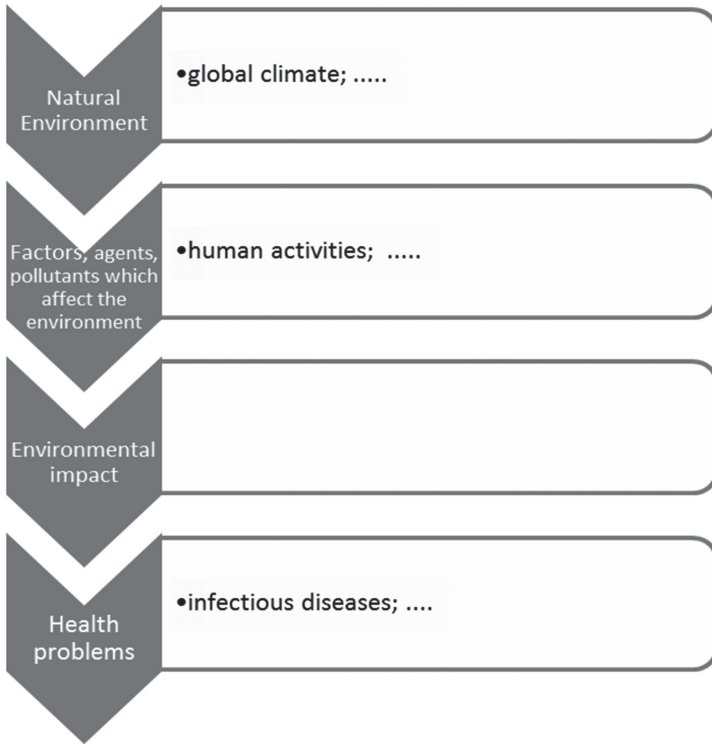 Natural
Environment
•global climate; .....
Factors, agents,
pollutants which
affect the
environment
•human activities;  .....
Environmental
impact
Health
problems
•infectious diseases; ....